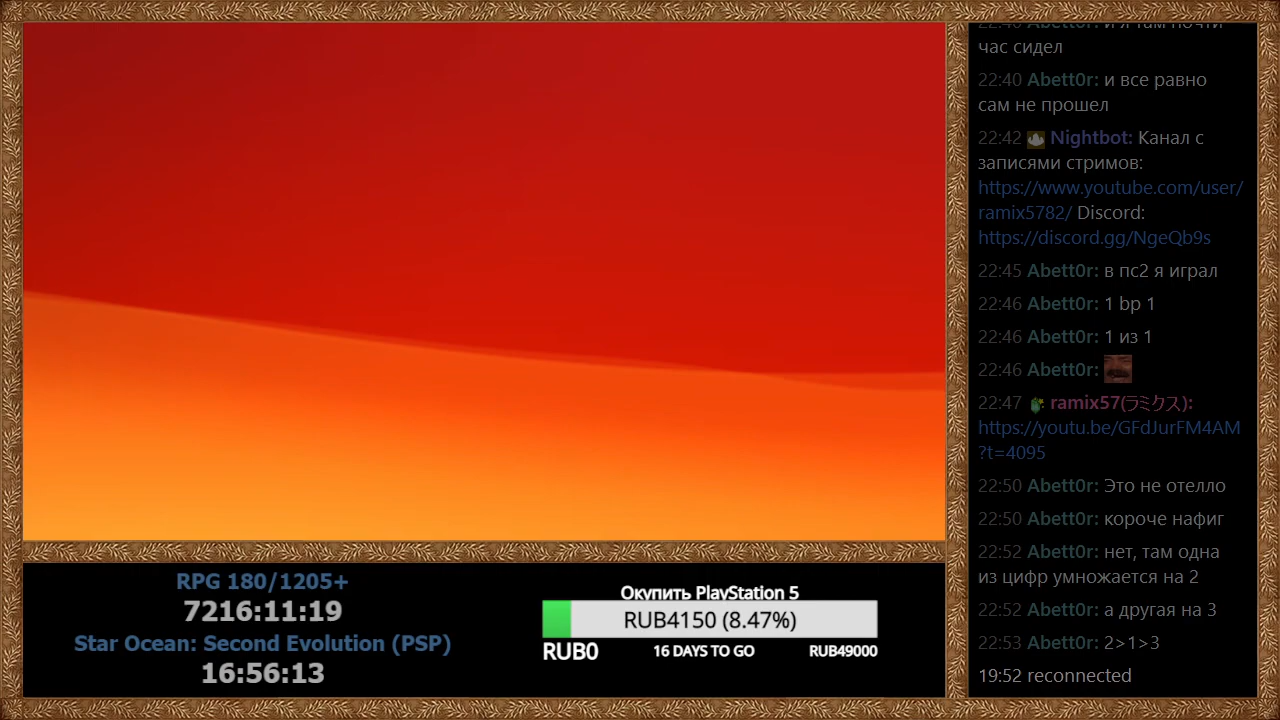 22:40 Abett0r: и я там почти
час сидел
22:40 Abett0r: и все равно
сам не прошел
22:42 Nightbot: Канал с
записями стримов:
https://www.youtube.com/user/
ramix5782/ Discord:
https://discord.gg/NgeQb9s
22:45 Abett0r: в пс2 я играл
22:46 Abett0r: 1 bp 1
22:46 Abett0r: 1 из 1
22:46 Abett0r:
22:47 ramix57(ラミクス):
https://youtu.be/GFdJurFM4AM
?t=4095
22:50 Abett0r: Это не отелло
22:50 Abett0r: короче нафиг
22:52 Abett0r: нет, там одна
из цифр умножается на 2
22:52 Abett0r: а другая на 3
22:53 Abett0r: 2>1>3
19:52 reconnected
RPG 180/1205+
7216:11:19
Star Ocean: Second Evolution (PSP)
16:56:13
Окупить PlayStation 5
RUB4150 (8.47%)
RUB0 16 DAYS TO GO RUB49000